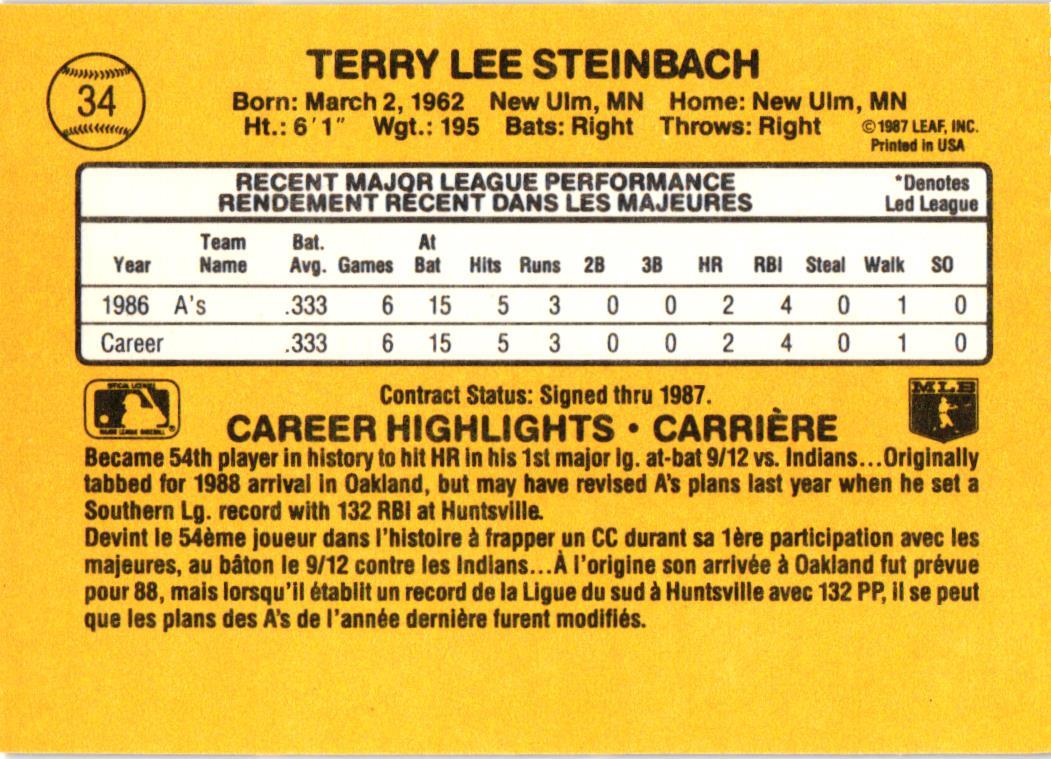 34
TERRY LEE STEINBACH
Born: March 2, 1962 New Ulm, MN Home: New Ulm, MN
Ht.: 6'1" Wgt.: 195 Bats: Right Throws: Right ©1987 LEAF, INC.
Printed in USA
RECENT MAJOR LEAGUE PERFORMANCE *Denotes
RENDEMENT RÉCENT DANS LES MAJEURES Led League
Team Bat. At
Year Name Avg. Games Bat Hits Runs 2B 3B HR RBI Steal Walk SO
1986 A's .333 6 15 5 3 0 0 2 4 0 1 0
Career .333 6 15 5 3 0 0 2 4 0 1 0
Contract Status: Signed thru 1987.
MLB
CAREER HIGHLIGHTS • CARRIÈRE
MAJOR LEAGUE BASEBALL
Became 54th player in history to hit HR in his 1st major lg. at-bat 9/12 vs. Indians...Originally
tabbed for 1988 arrival in Oakland, but may have revised A's plans last year when he set a
Southern Lg. record with 132 RBI at Huntsville.
Devint le 54ème joueur dans l'histoire à frapper un CC durant sa 1ère participation avec les
majeures, au bâton le 9/12 contre les Indians...À l'origine son arrivée à Oakland fut prévue
pour 88, mais lorsqu'il établit un record de la Ligue du sud à Huntsville avec 132 PP, il se peut
que les plans des A's de l'année dernière furent modifiés.